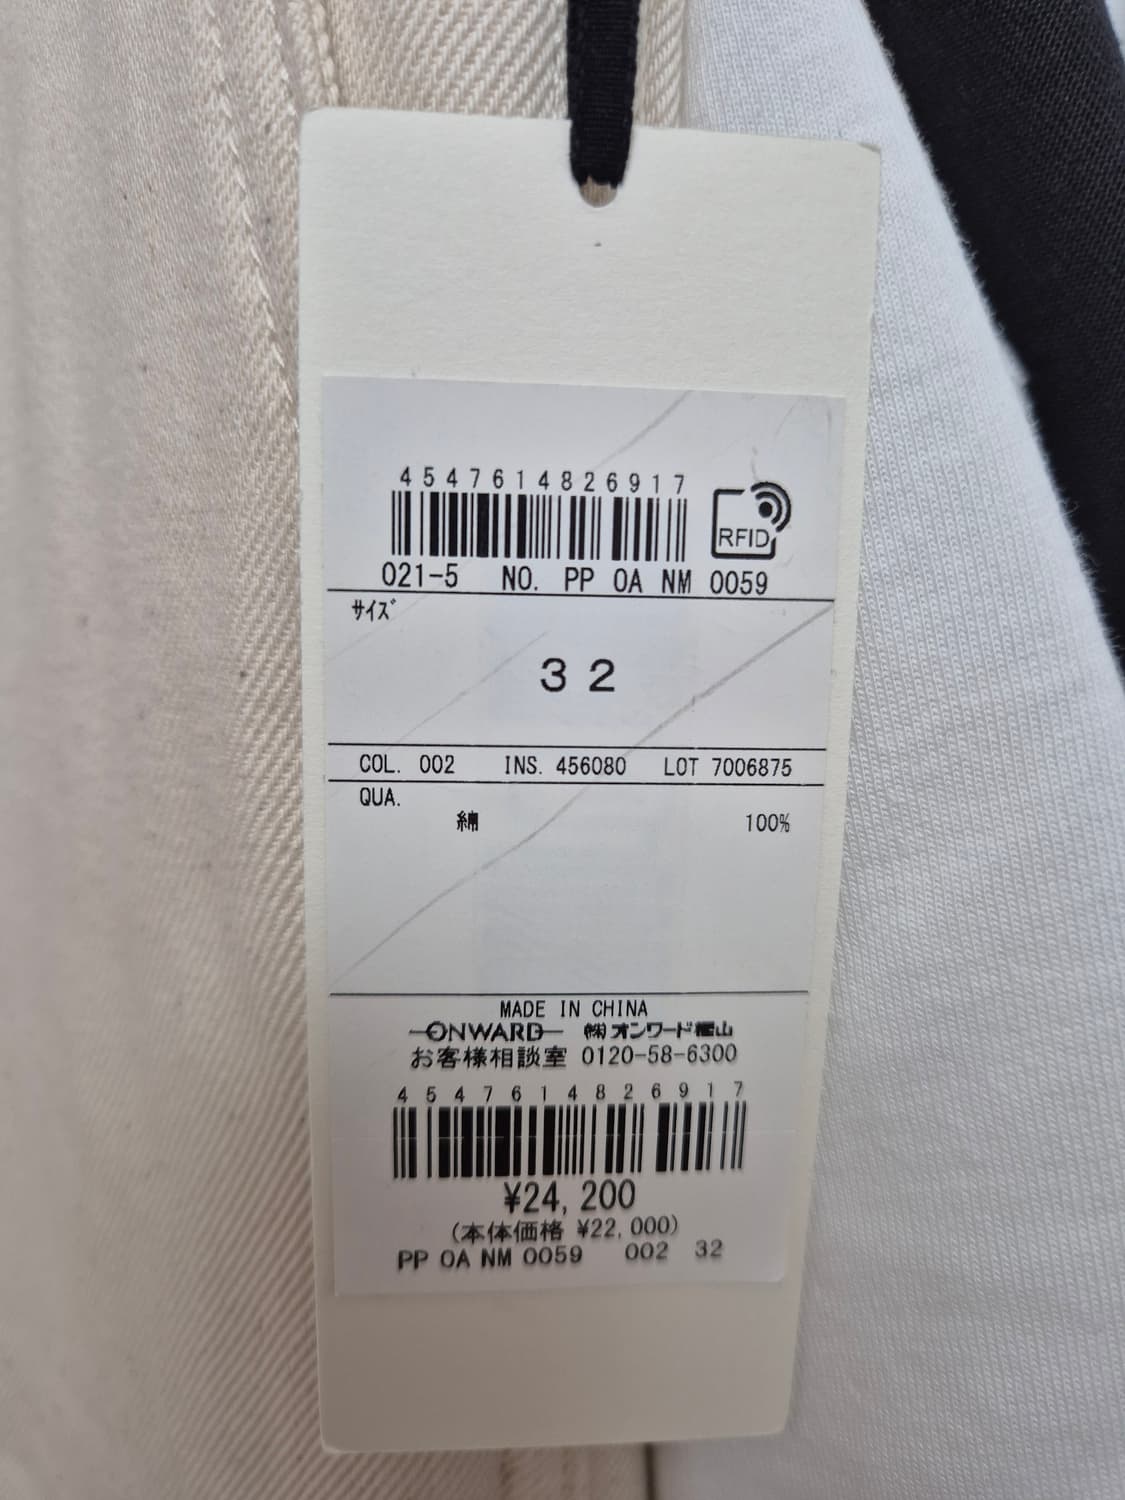 4547614826917
RFID
021-5 NO. PP OA NM 0059
サイズ
32
COL. 002 INS. 456080 LOT 7006875
QUA.
綿 100%
MADE IN CHINA
ONWARD ㈱オンワード樫山
お客様相談室 0120-58-6300
4547614826917
¥24,200
(本体価格 ¥22,000)
PP OA NM 0059 002 32